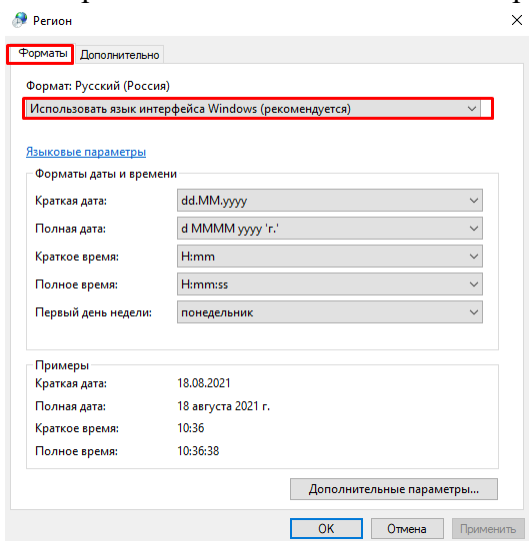 Регион
Форматы Дополнительно
Формат: Русский (Россия)
Использовать язык интерфейса Windows (рекомендуется)
Языковые параметры
Форматы даты и времени
Краткая дата: dd.MM.yyyy
Полная дата: d MMMM yyyy 'г.'
Краткое время: H:mm
Полное время: H:mm:ss
Первый день недели: понедельник
Примеры
Краткая дата: 18.08.2021
Полная дата: 18 августа 2021 г.
Краткое время: 10:36
Полное время: 10:36:38
Дополнительные параметры...
ОК Отмена Применить